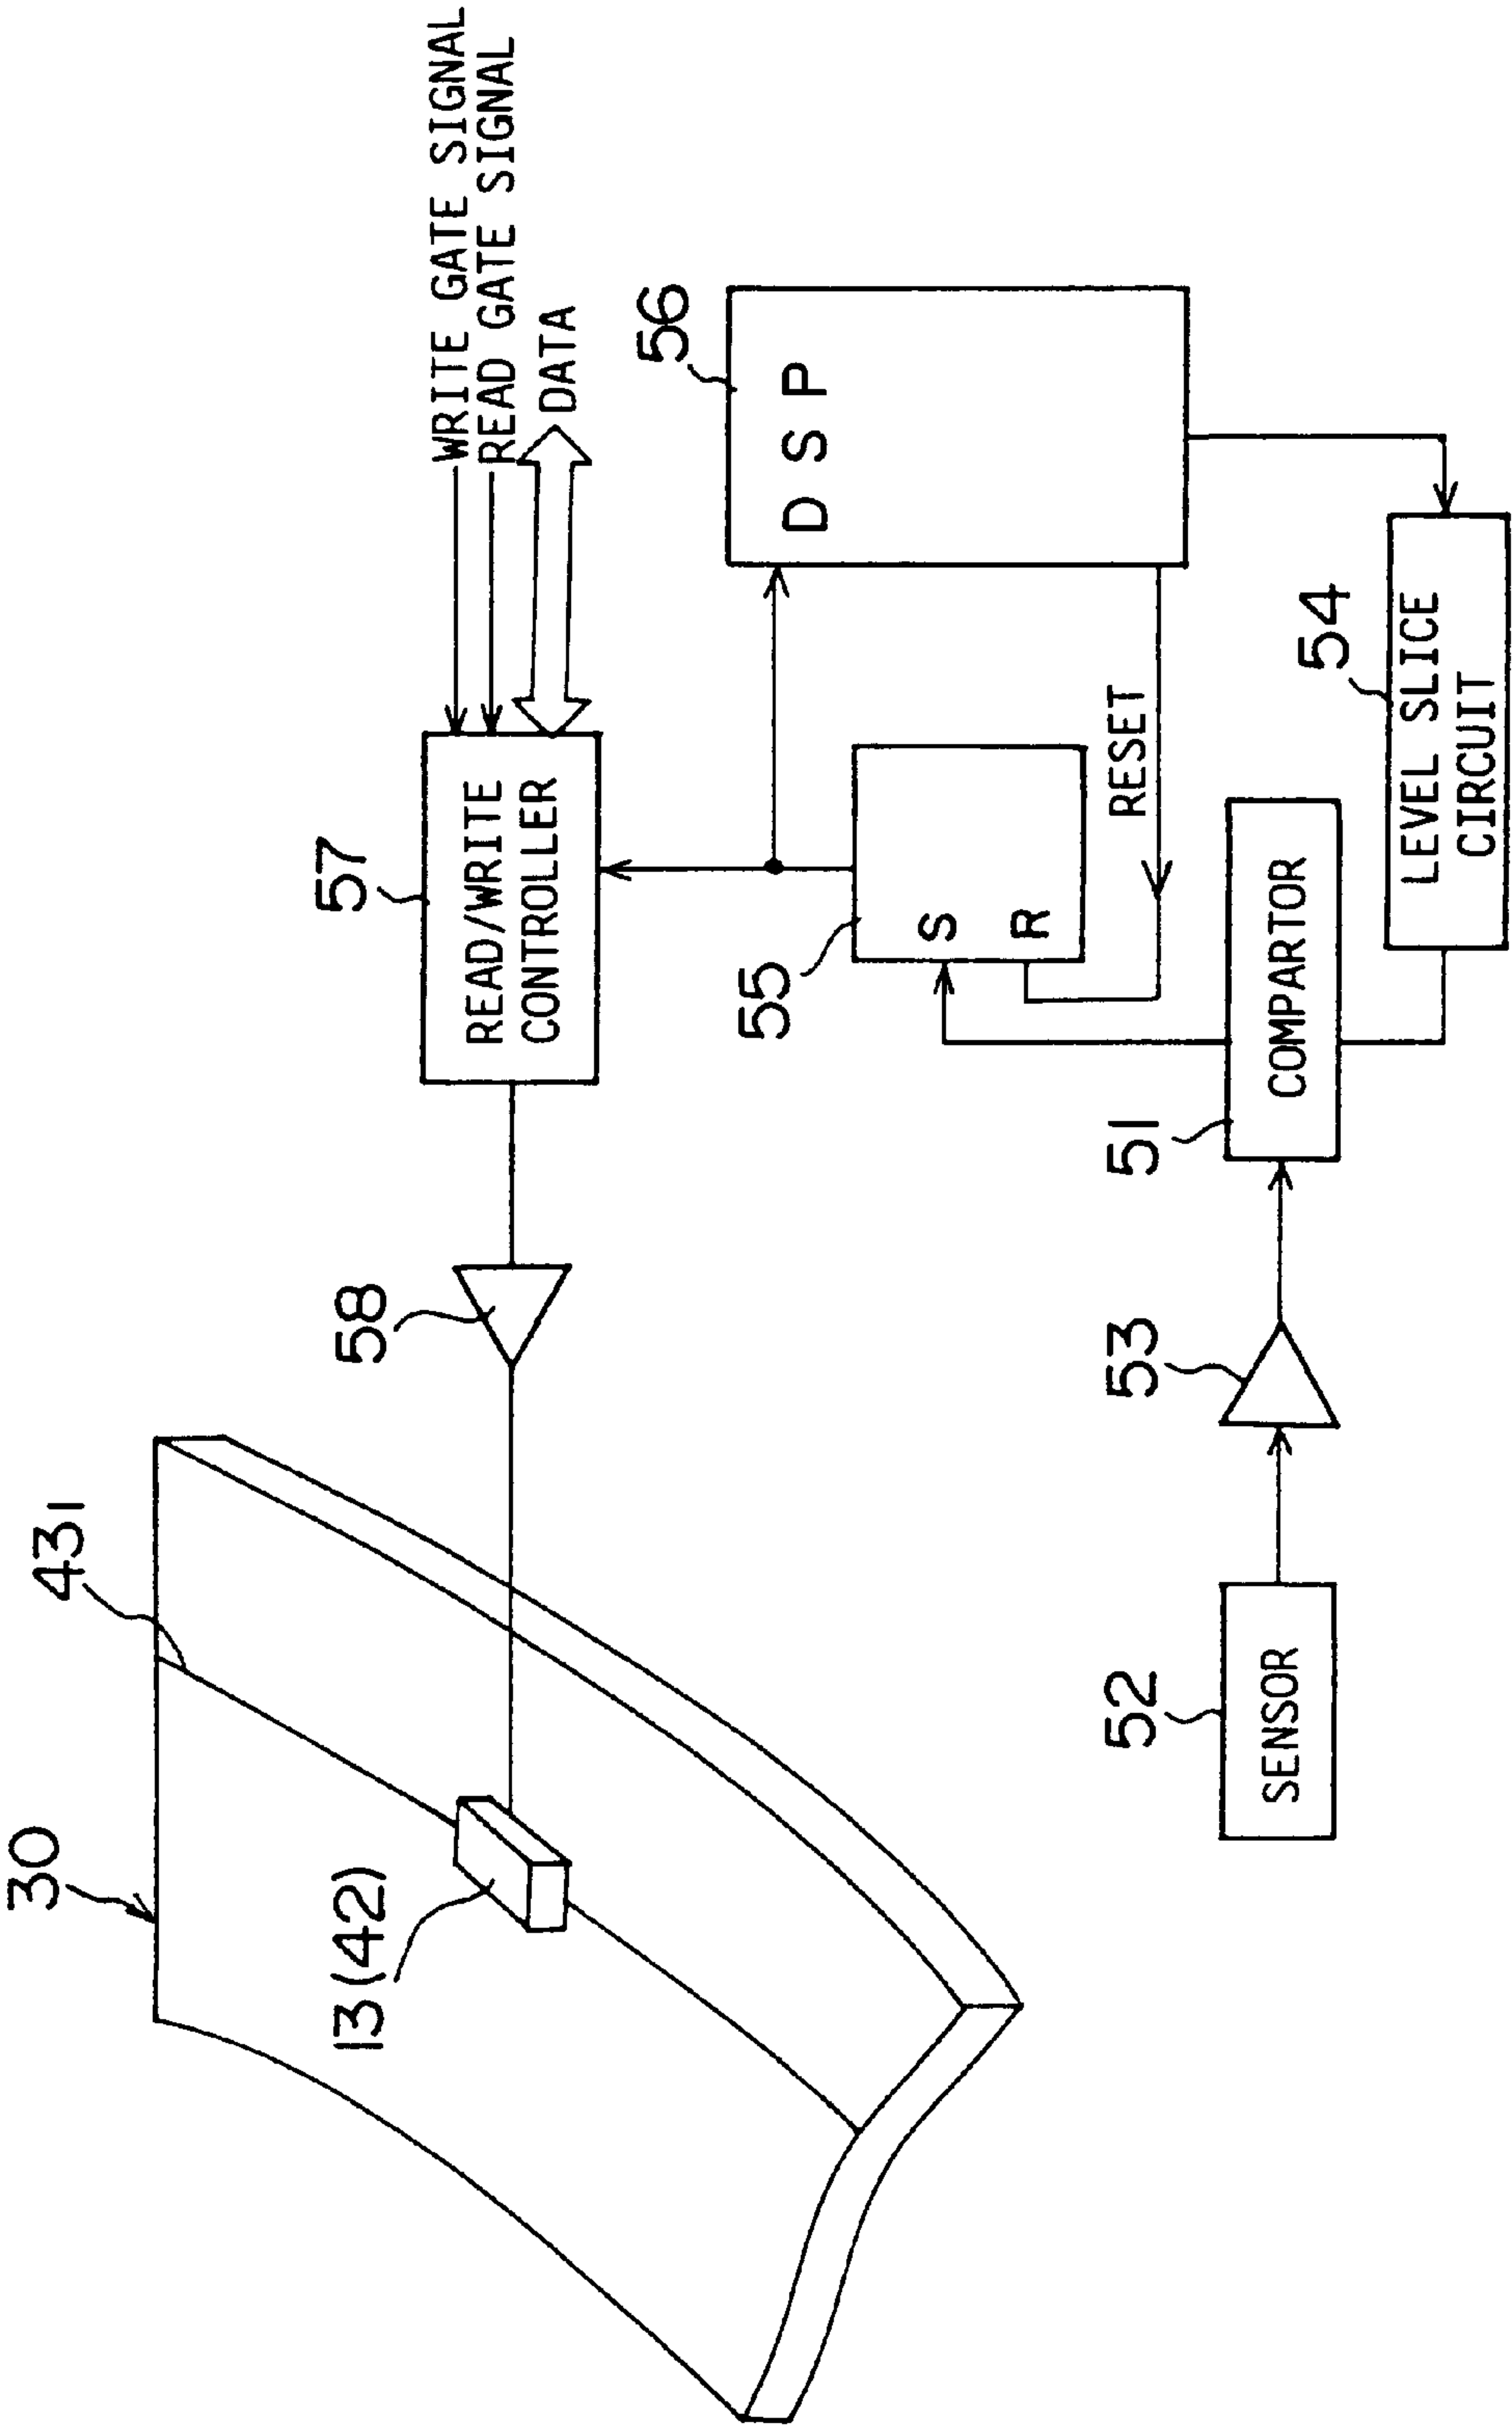 30
431
13(42)
58
57
READ/WRITE
CONTROLLER
WRITE GATE SIGNAL
READ GATE SIGNAL
DATA
55
S
R
56
DSP
RESET
52
SENSOR
53
51
COMPARTOR
54
LEVEL SLICE
CIRCUIT